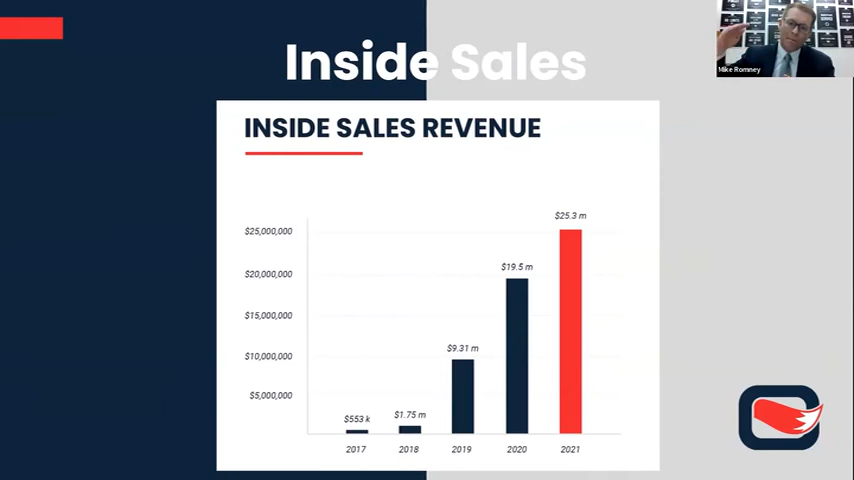 Inside Sales
Mike Romney
INSIDE SALES REVENUE
$25.3 m
$25,000,000
$19.5 m
$20,000,000
$15,000,000
$9.31 m
$10,000,000
$5,000,000
$553 k
$1.75 m
2017 2018 2019 2020 2021